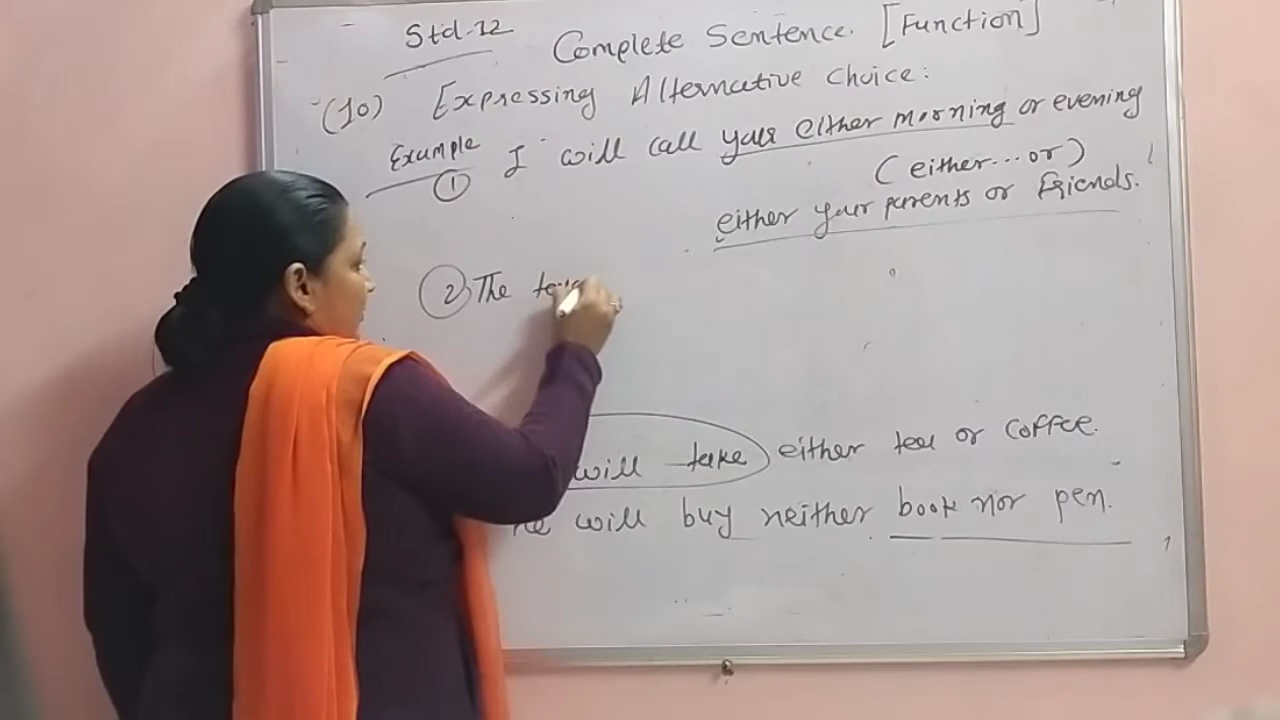 Std-12
Complete Sentence. [Function]
(10) Expressing Alternative Choice:
Example I will call your either morning or evening
①
(either...or)
either your parents or Friends.
② The
will take either tea or coffee.
he will buy neither book nor pen.